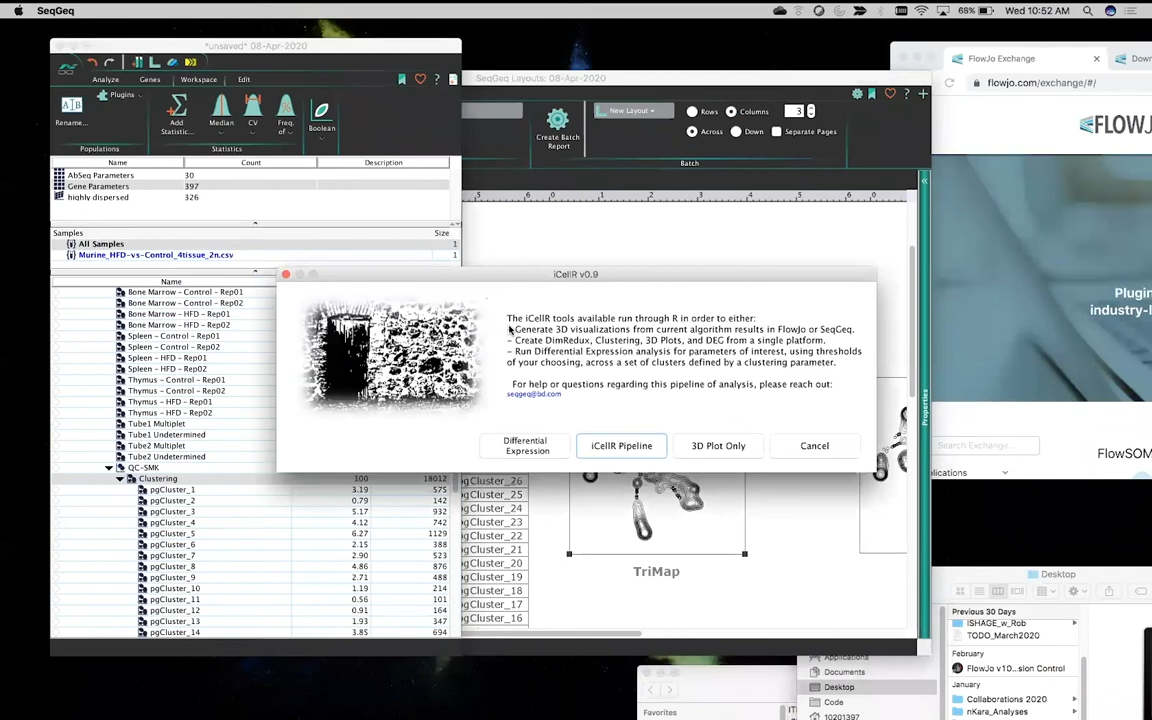 SeqGeq
68%
Wed 10:52 AM
*unsaved* 08-Apr-2020
Analyze
Genes
Workspace
Edit
Plugins
Rename...
Add Statistic...
Median
CV
Freq. of
Boolean
Populations
Statistics
Name
Count
Description
AbSeq Parameters
30
Gene Parameters
397
highly dispersed
326
Samples
Size
All Samples
1
Murine_HFD-vs-Control_4tissue_2n.csv
1
Name
Bone Marrow - Control - Rep01
Bone Marrow - Control - Rep02
Bone Marrow - HFD - Rep01
Bone Marrow - HFD - Rep02
Spleen - Control - Rep01
Spleen - Control - Rep02
Spleen - HFD - Rep01
Spleen - HFD - Rep02
Thymus - Control - Rep01
Thymus - Control - Rep02
Thymus - HFD - Rep01
Thymus - HFD - Rep02
Tube1 Multiplet
Tube1 Undetermined
Tube2 Multiplet
Tube2 Undetermined
QC-SMK
Clustering 100 18012
pgCluster_1 3.19 575
pgCluster_2 0.79 142
pgCluster_3 5.17 932
pgCluster_4 4.12 742
pgCluster_5 6.27 1129
pgCluster_6 2.15 388
pgCluster_7 2.90 523
pgCluster_8 4.86 876
pgCluster_9 2.71 488
pgCluster_10 1.19 214
pgCluster_11 0.56 101
pgCluster_12 0.91 164
pgCluster_13 1.93 347
pgCluster_14 3.85 694
SeqGeq Layouts: 08-Apr-2020
Create Batch Report
New Layout
Rows
Columns
3
Across
Down
Separate Pages
Batch
Properties
iCellR v0.9
The iCellR tools available run through R in order to either:
- Generate 3D visualizations from current algorithm results in FlowJo or SeqGeq.
- Create DimRedux, Clustering, 3D Plots, and DEG from a single platform.
- Run Differential Expression analysis for parameters of interest, using thresholds
of your choosing, across a set of clusters defined by a clustering parameter.
For help or questions regarding this pipeline of analysis, please reach out:
seqgeq@bd.com
Differential Expression
iCellR Pipeline
3D Plot Only
Cancel
pgCluster_26
pgCluster_25
pgCluster_24
pgCluster_23
pgCluster_22
pgCluster_21
pgCluster_20
pgCluster_19
pgCluster_18
pgCluster_17
pgCluster_16
TriMap
FlowJo Exchange
Down
flowjo.com/exchange/#/
FLOWJO
Plugins
industry-l
Search Exchange...
FlowSOM
Desktop
Previous 30 Days
ISHAGE_w_Rob
TODO_March2020
February
FlowJo v10...sion Control
January
Collaborations 2020
nKara_Analyses
Applications
Documents
Desktop
Code
10201397
Favorites